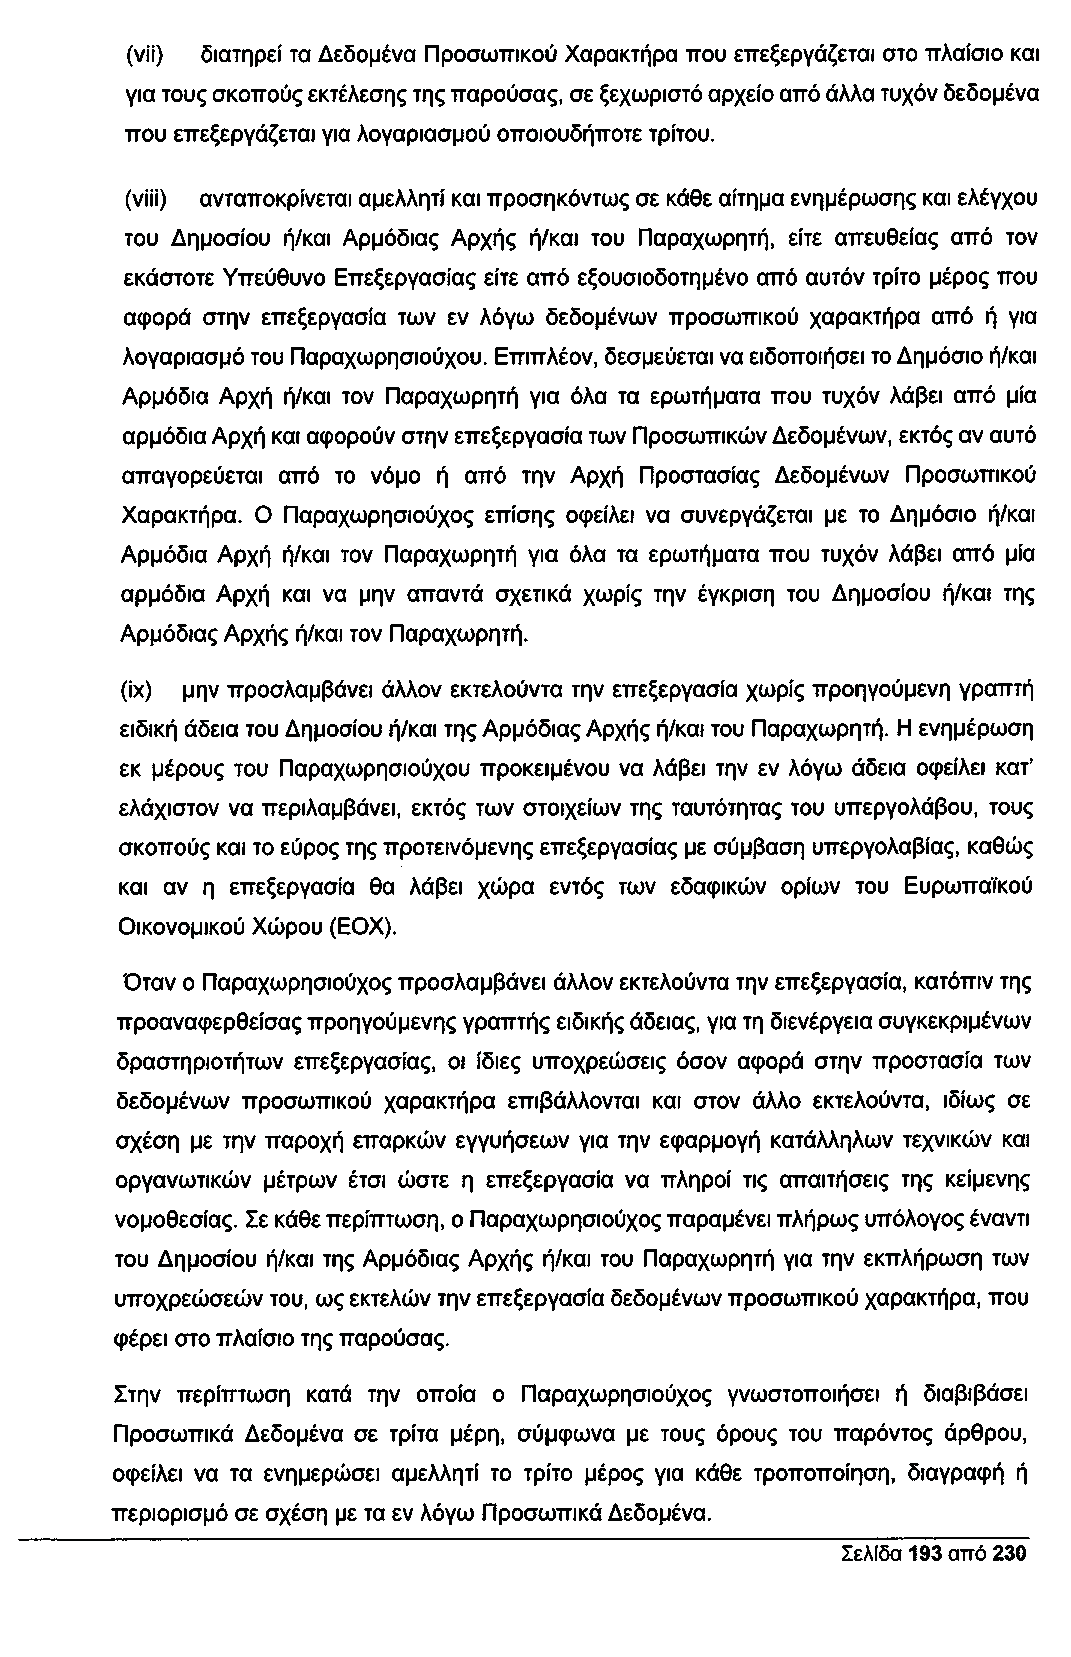 (vii) διατηρεί τα Δεδομένα Προσωπικού Χαρακτήρα που επεξεργάζεται στο πλαίσιο και
για τους σκοπούς εκτέλεσης της παρούσας, σε ξεχωριστό αρχείο από άλλα τυχόν δεδομένα
που επεξεργάζεται για λογαριασμού οποιουδήποτε τρίτου.
(viii) ανταποκρίνεται αμελλητί και προσηκόντως σε κάθε αίτημα ενημέρωσης και ελέγχου
του Δημοσίου ή/και Αρμόδιας Αρχής ή/και του Παραχωρητή, είτε απευθείας από τον
εκάστοτε Υπεύθυνο Επεξεργασίας είτε από εξουσιοδοτημένο από αυτόν τρίτο μέρος που
αφορά στην επεξεργασία των εν λόγω δεδομένων προσωπικού χαρακτήρα από ή για
λογαριασμό του Παραχωρησιούχου. Επιπλέον, δεσμεύεται να ειδοποιήσει το Δημόσιο ή/και
Αρμόδια Αρχή ή/και τον Παραχωρητή για όλα τα ερωτήματα που τυχόν λάβει από μία
αρμόδια Αρχή και αφορούν στην επεξεργασία των Προσωπικών Δεδομένων, εκτός αν αυτό
απαγορεύεται από το νόμο ή από την Αρχή Προστασίας Δεδομένων Προσωπικού
Χαρακτήρα. Ο Παραχωρησιούχος επίσης οφείλει να συνεργάζεται με το Δημόσιο ή/και
Αρμόδια Αρχή ή/και τον Παραχωρητή για όλα τα ερωτήματα που τυχόν λάβει από μία
αρμόδια Αρχή και να μην απαντά σχετικά χωρίς την έγκριση του Δημοσίου ή/και της
Αρμόδιας Αρχής ή/και τον Παραχωρητή.
(ix) μην προσλαμβάνει άλλον εκτελούντα την επεξεργασία χωρίς προηγούμενη γραπτή
ειδική άδεια του Δημοσίου ή/και της Αρμόδιας Αρχής ή/και του Παραχωρητή. Η ενημέρωση
εκ μέρους του Παραχωρησιούχου προκειμένου να λάβει την εν λόγω άδεια οφείλει κατ'
ελάχιστον να περιλαμβάνει, εκτός των στοιχείων της ταυτότητας του υπεργολάβου, τους
σκοπούς και το εύρος της προτεινόμενης επεξεργασίας με σύμβαση υπεργολαβίας, καθώς
και αν η επεξεργασία θα λάβει χώρα εντός των εδαφικών ορίων του Ευρωπαϊκού
Οικονομικού Χώρου (ΕΟΧ).
Όταν ο Παραχωρησιούχος προσλαμβάνει άλλον εκτελούντα την επεξεργασία, κατόπιν της
προαναφερθείσας προηγούμενης γραπτής ειδικής άδειας, για τη διενέργεια συγκεκριμένων
δραστηριοτήτων επεξεργασίας, οι ίδιες υποχρεώσεις όσον αφορά στην προστασία των
δεδομένων προσωπικού χαρακτήρα επιβάλλονται και στον άλλο εκτελούντα, ιδίως σε
σχέση με την παροχή επαρκών εγγυήσεων για την εφαρμογή κατάλληλων τεχνικών και
οργανωτικών μέτρων έτσι ώστε η επεξεργασία να πληροί τις απαιτήσεις της κείμενης
νομοθεσίας. Σε κάθε περίπτωση, ο Παραχωρησιούχος παραμένει πλήρως υπόλογος έναντι
του Δημοσίου ή/και της Αρμόδιας Αρχής ή/και του Παραχωρητή για την εκπλήρωση των
υποχρεώσεών του, ως εκτελών την επεξεργασία δεδομένων προσωπικού χαρακτήρα, που
φέρει στο πλαίσιο της παρούσας.
Στην περίπτωση κατά την οποία ο Παραχωρησιούχος γνωστοποιήσει ή διαβιβάσει
Προσωπικά Δεδομένα σε τρίτα μέρη, σύμφωνα με τους όρους του παρόντος άρθρου,
οφείλει να τα ενημερώσει αμελλητί το τρίτο μέρος για κάθε τροποποίηση, διαγραφή ή
περιορισμό σε σχέση με τα εν λόγω Προσωπικά Δεδομένα.
Σελίδα 193 από 230